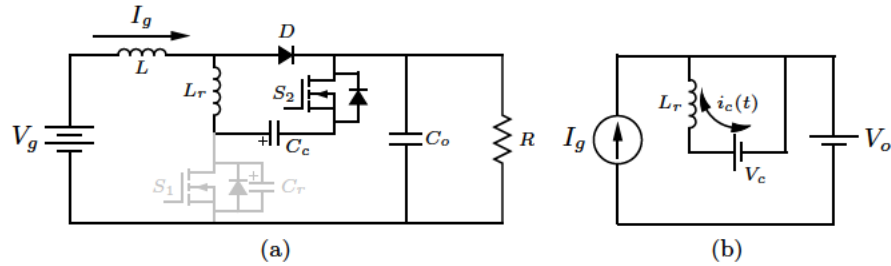 I_g
D
L
L_r
S_2
V_g
+
C_c
C_o
R
S_1
+
C_r
(a)
L_r
i_c(t)
I_g
V_o
V_c
(b)